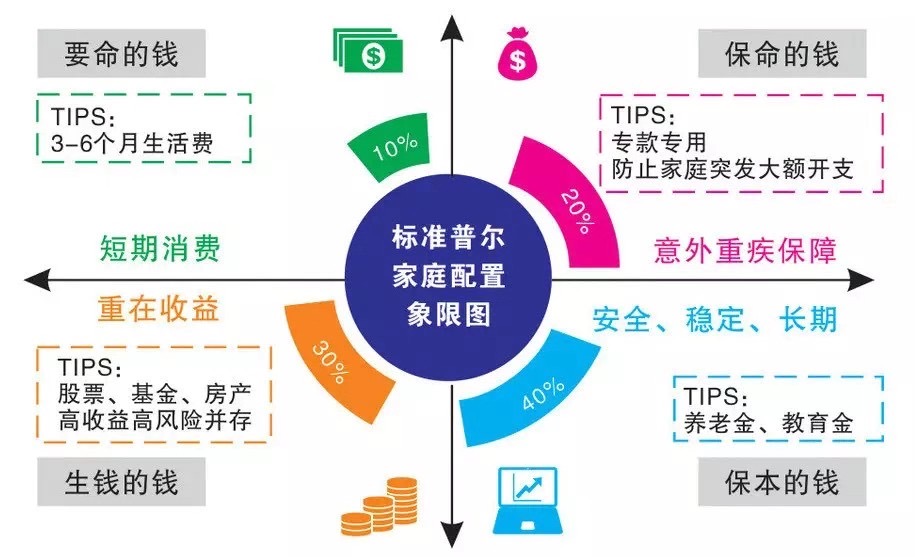 要命的钱
TIPS:
3-6个月生活费
10%
短期消费
$
$
保命的钱
TIPS:
专款专用
防止家庭突发大额开支
20%
意外重疾保障
标准普尔
家庭配置
象限图
重在收益
TIPS:
股票、基金、房产
高收益高风险并存
30%
生钱的钱
安全、稳定、长期
40%
TIPS:
养老金、教育金
保本的钱